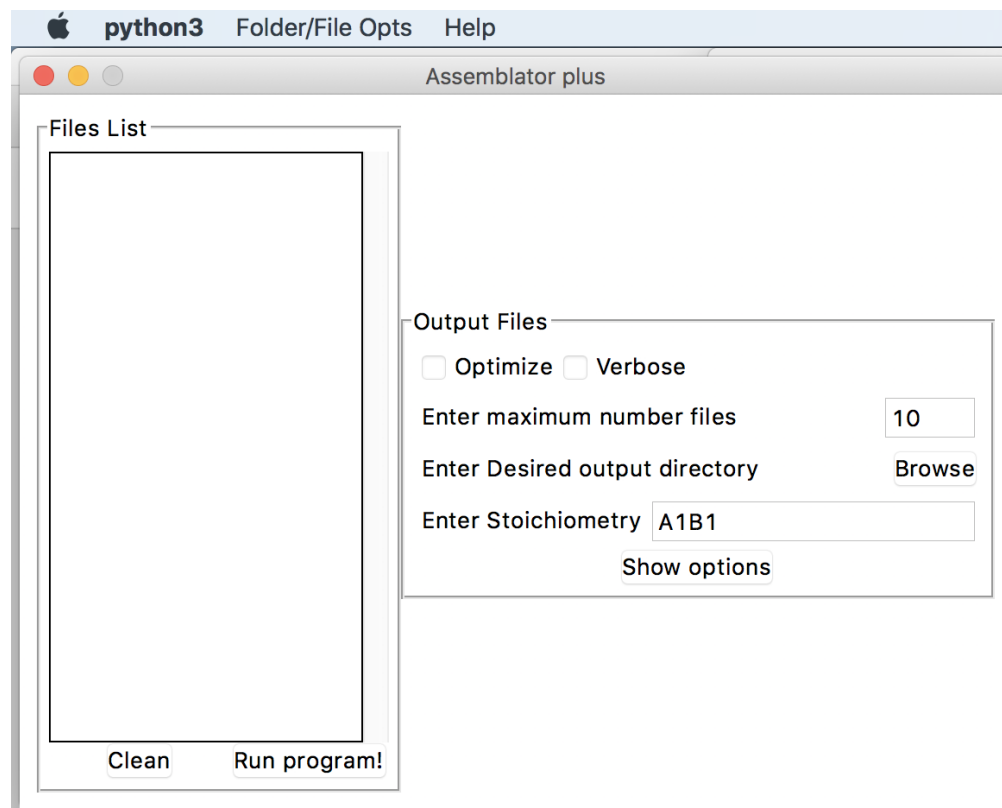 python3 Folder/File Opts Help
Assemblator plus
Files List
Output Files
Optimize Verbose
Enter maximum number files 10
Enter Desired output directory Browse
Enter Stoichiometry A1B1
Show options
Clean Run program!